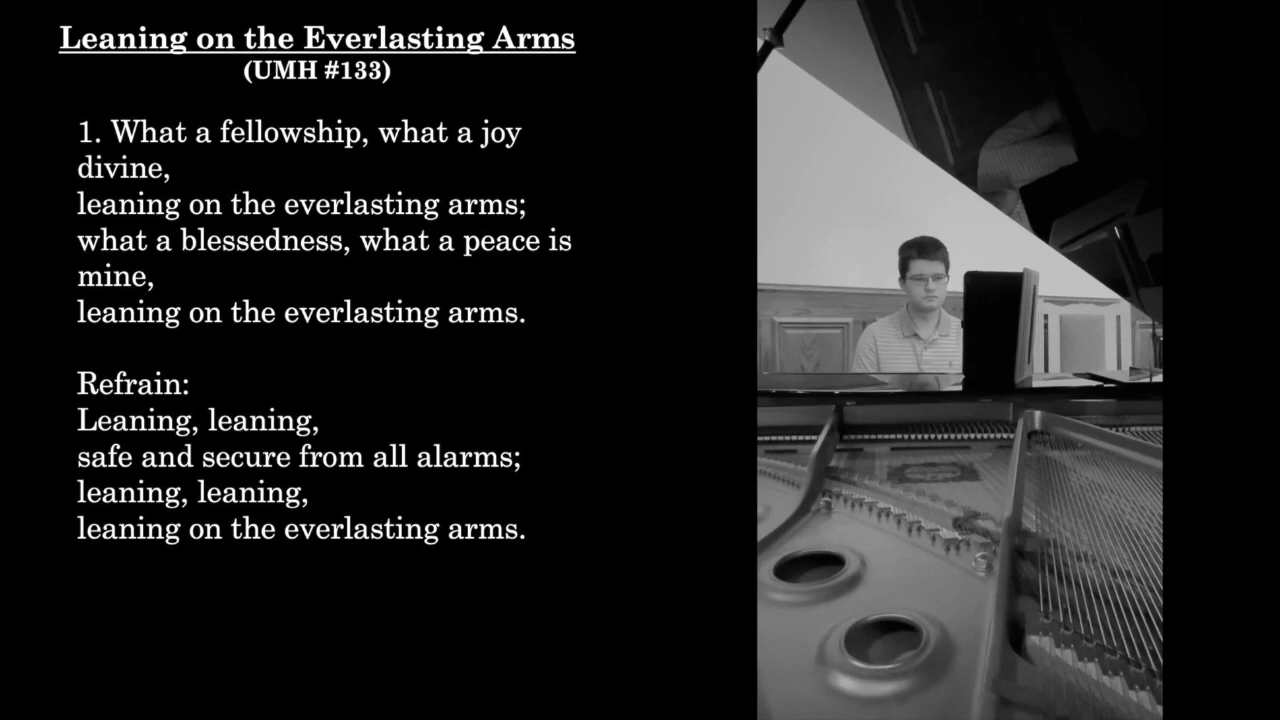 Leaning on the Everlasting Arms
(UMH #133)
1. What a fellowship, what a joy
divine,
leaning on the everlasting arms;
what a blessedness, what a peace is
mine,
leaning on the everlasting arms.
Refrain:
Leaning, leaning,
safe and secure from all alarms;
leaning, leaning,
leaning on the everlasting arms.